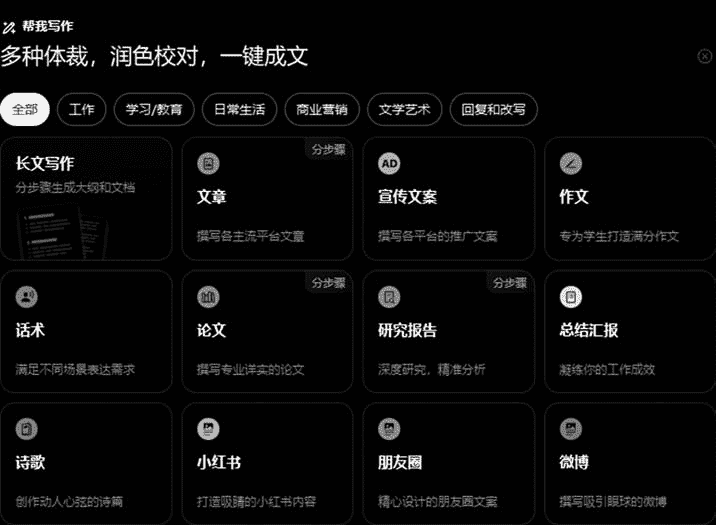 帮我写作
多种体裁，润色校对，一键成文
全部 工作 学习/教育 日常生活 商业营销 文学艺术 回复和改写
长文写作
分步骤生成大纲和文档
分步骤
文章
撰写各主流平台文章
AD
宣传文案
撰写各平台的推广文案
作文
专为学生打造满分作文
话术
满足不同场景表达需求
分步骤
论文
撰写专业详实的论文
分步骤
研究报告
深度研究，精准分析
总结汇报
凝练你的工作成效
诗歌
创作动人心弦的诗篇
小红书
打造吸睛的小红书内容
朋友圈
精心设计的朋友圈文案
微博
撰写吸引眼球的微博